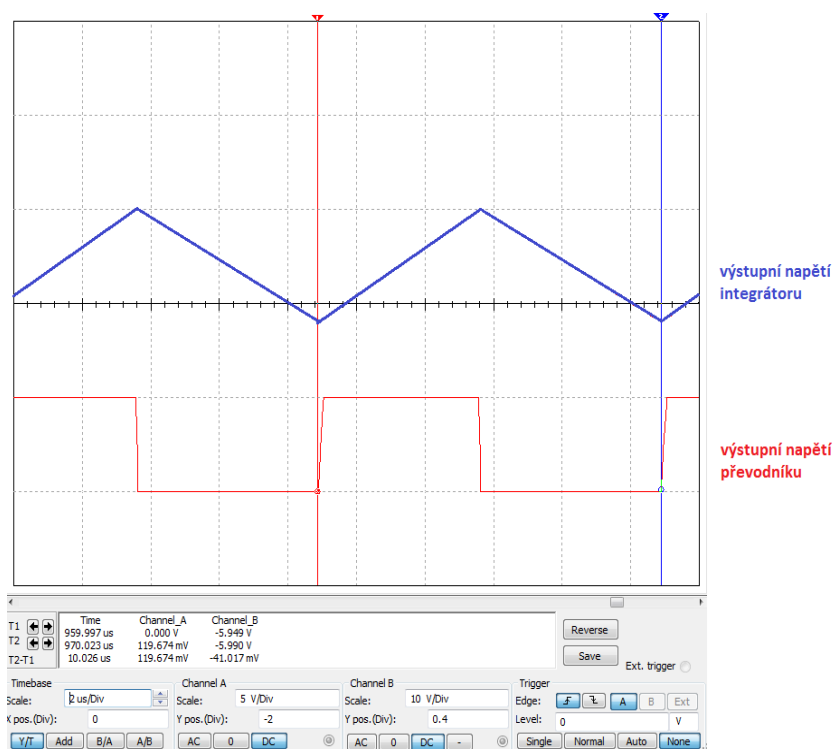 1
2
výstupní napětí
integrátoru
výstupní napětí
převodníku
T1
T2
T2-T1
Time Channel_A Channel_B
959.997 us 0.000 V -5.949 V
970.023 us 119.674 mV -5.990 V
10.026 us 119.674 mV -41.017 mV
Reverse
Save
Ext. trigger
Timebase
Scale: 2 us/Div
X pos.(Div): 0
Y/T Add B/A A/B
Channel A
Scale: 5 V/Div
Y pos.(Div): -2
AC 0 DC
Channel B
Scale: 10 V/Div
Y pos.(Div): 0.4
AC 0 DC -
Trigger
Edge: A B Ext
Level: 0 V
Single Normal Auto None